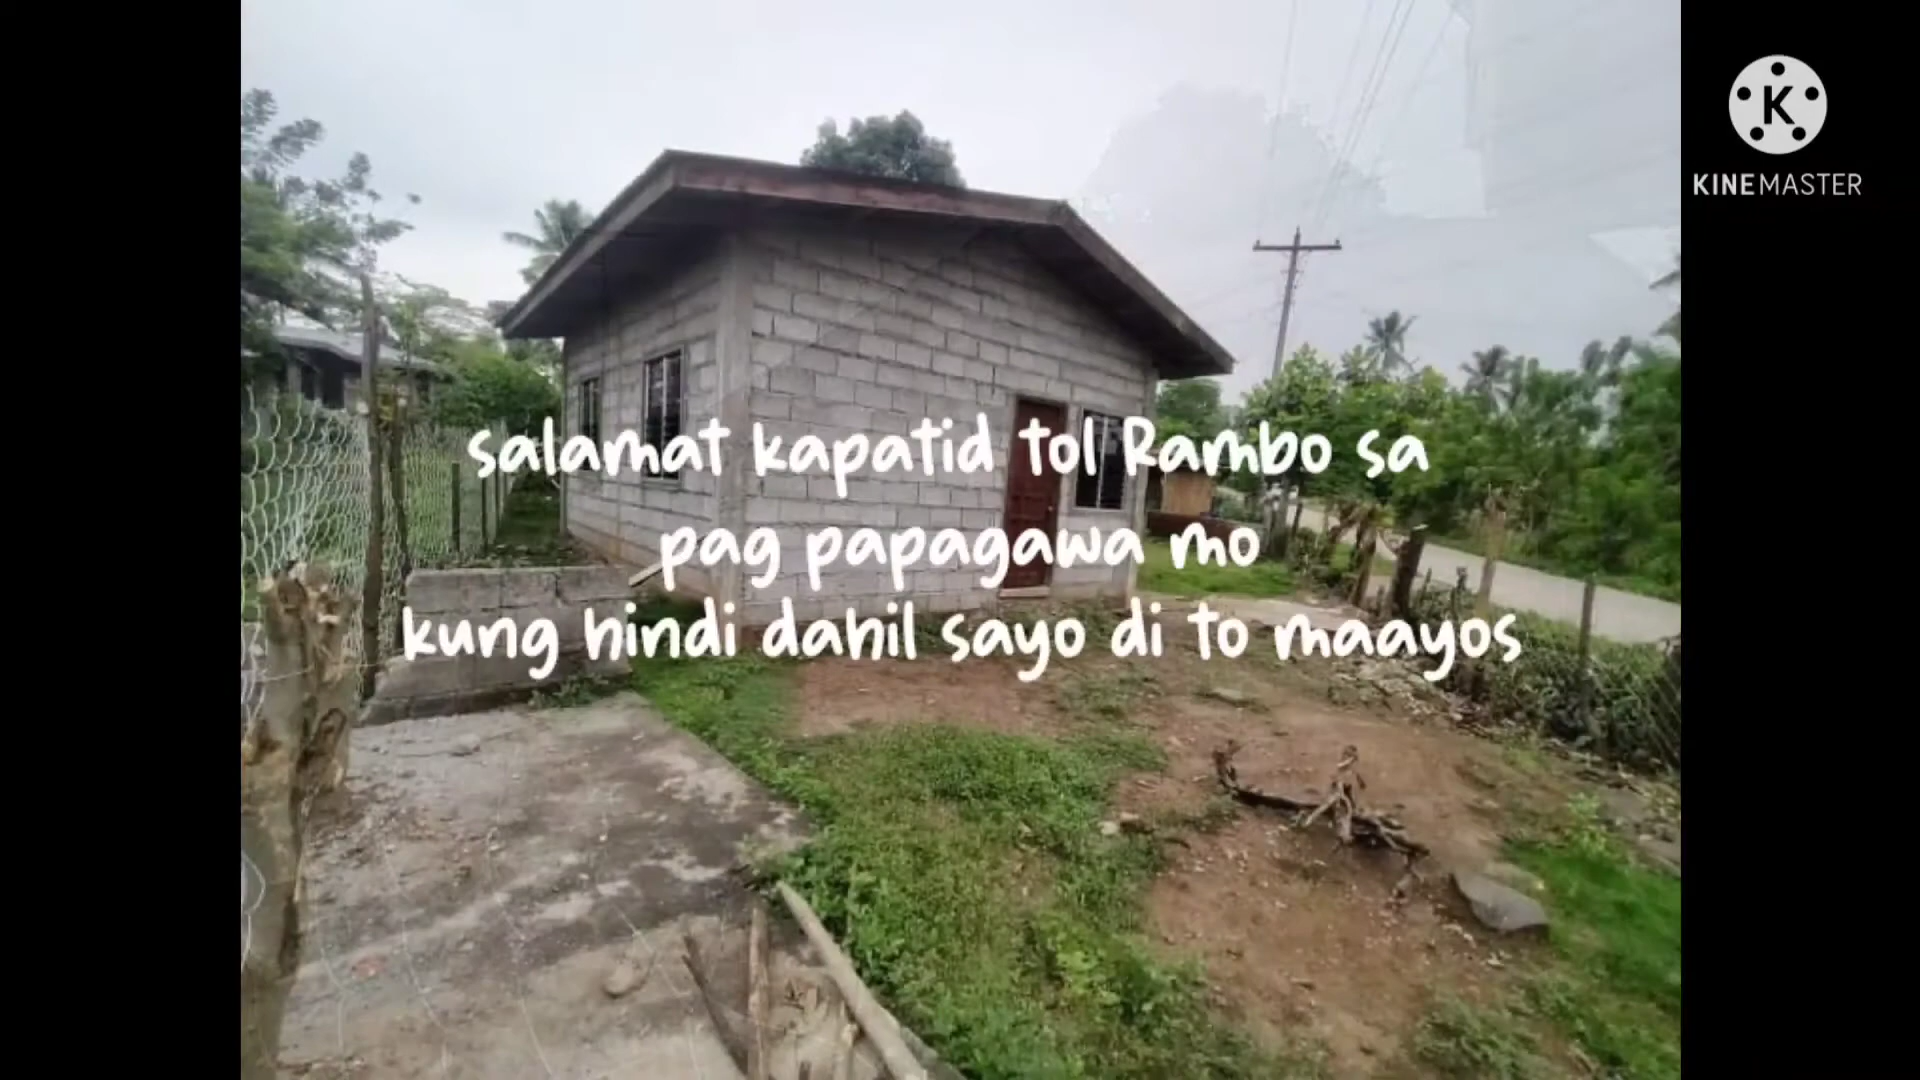 KINEMASTER
salamat kapatid tol Rambo sa
pag papagawa mo
kung hindi dahil sayo di to maayos